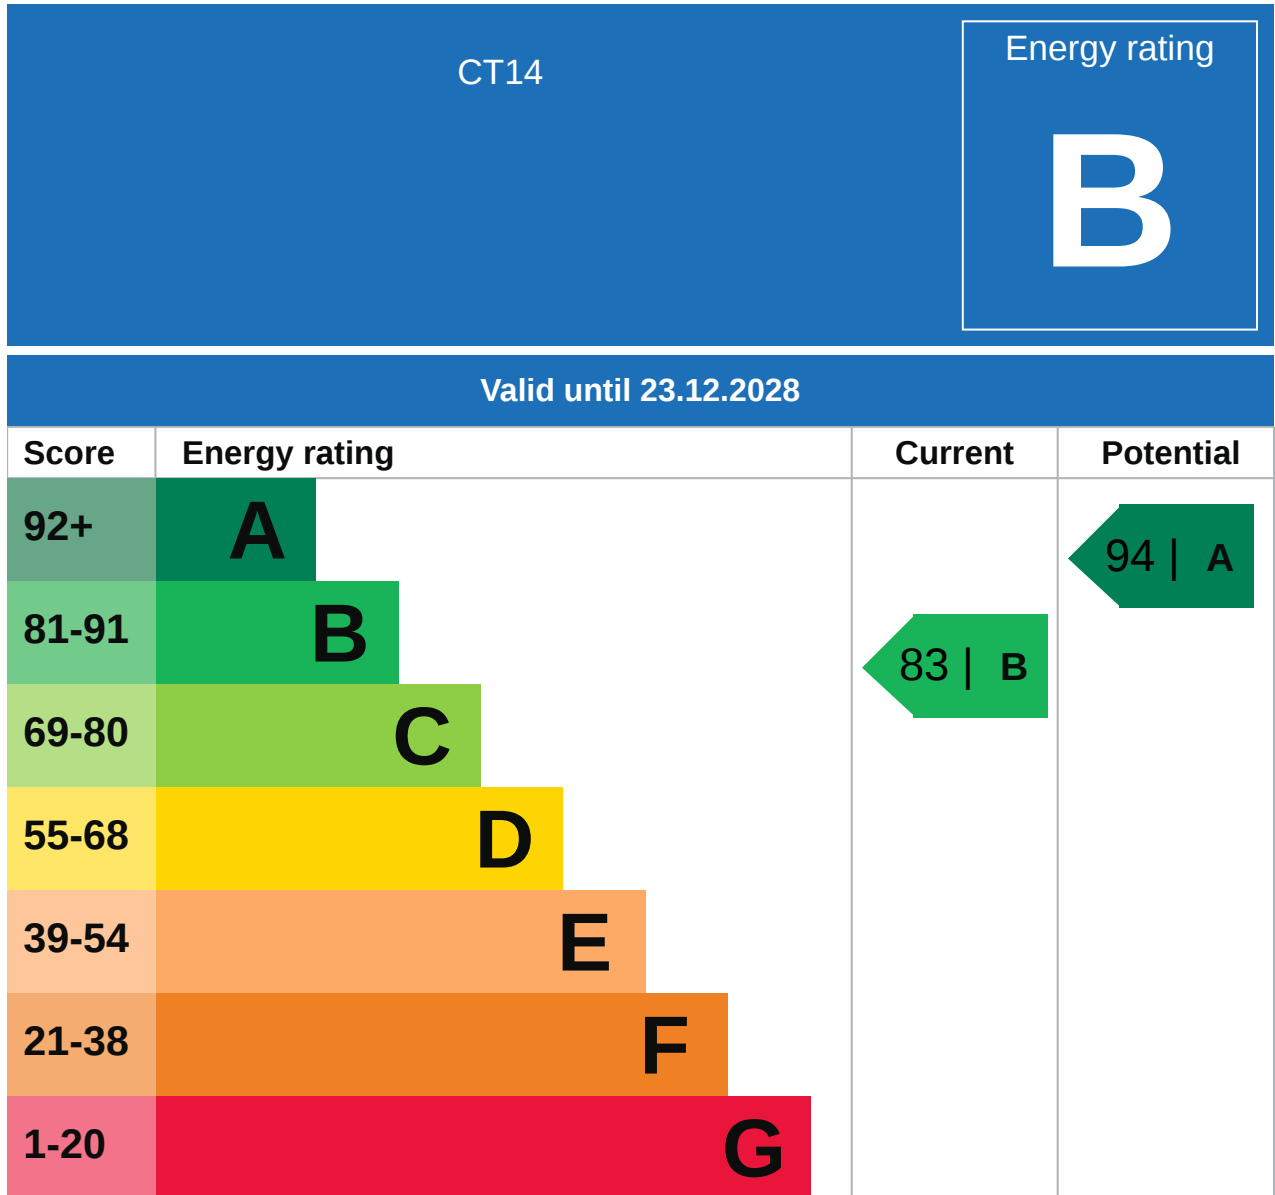 CT14
Energy rating
B
Valid until 23.12.2028
Score Energy rating Current Potential
92+ A
94 | A
81-91 B
83 | B
69-80 C
55-68 D
39-54 E
21-38 F
1-20 G